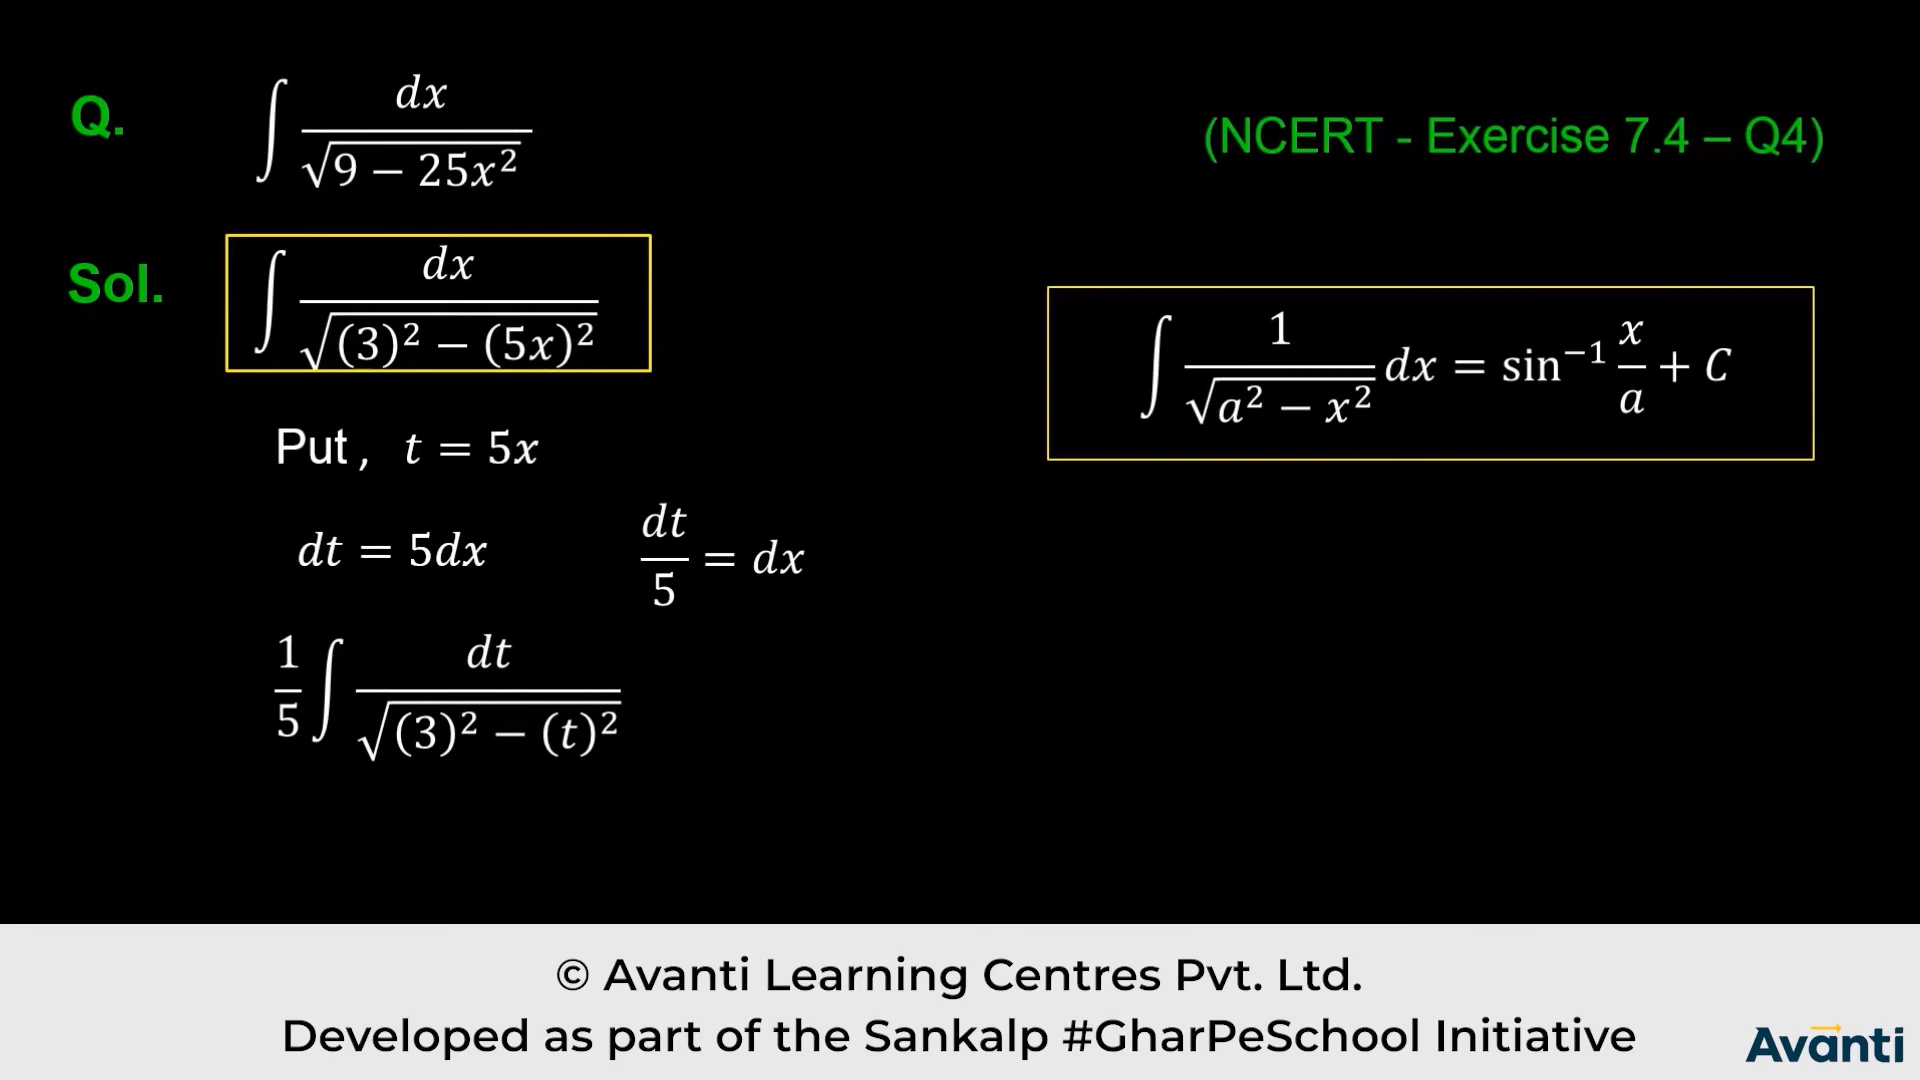 Q. ∫ dx / √9 − 25x²
(NCERT - Exercise 7.4 – Q4)
Sol. ∫ dx / √(3)² − (5x)²
∫ 1 / √a² − x² dx = sin⁻¹ x/a + C
Put , t = 5x
dt = 5dx dt/5 = dx
1/5 ∫ dt / √(3)² − (t)²
© Avanti Learning Centres Pvt. Ltd.
Developed as part of the Sankalp #GharPeSchool Initiative
Avanti